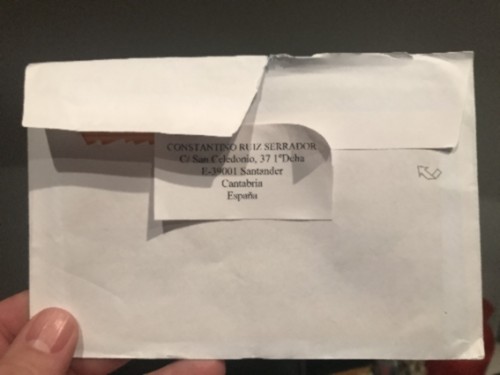 CONSTANTINO RUIZ SERRADOR
C/ San Celedonio, 37 1ºDcha
E-39001 Santander
Cantabria
España